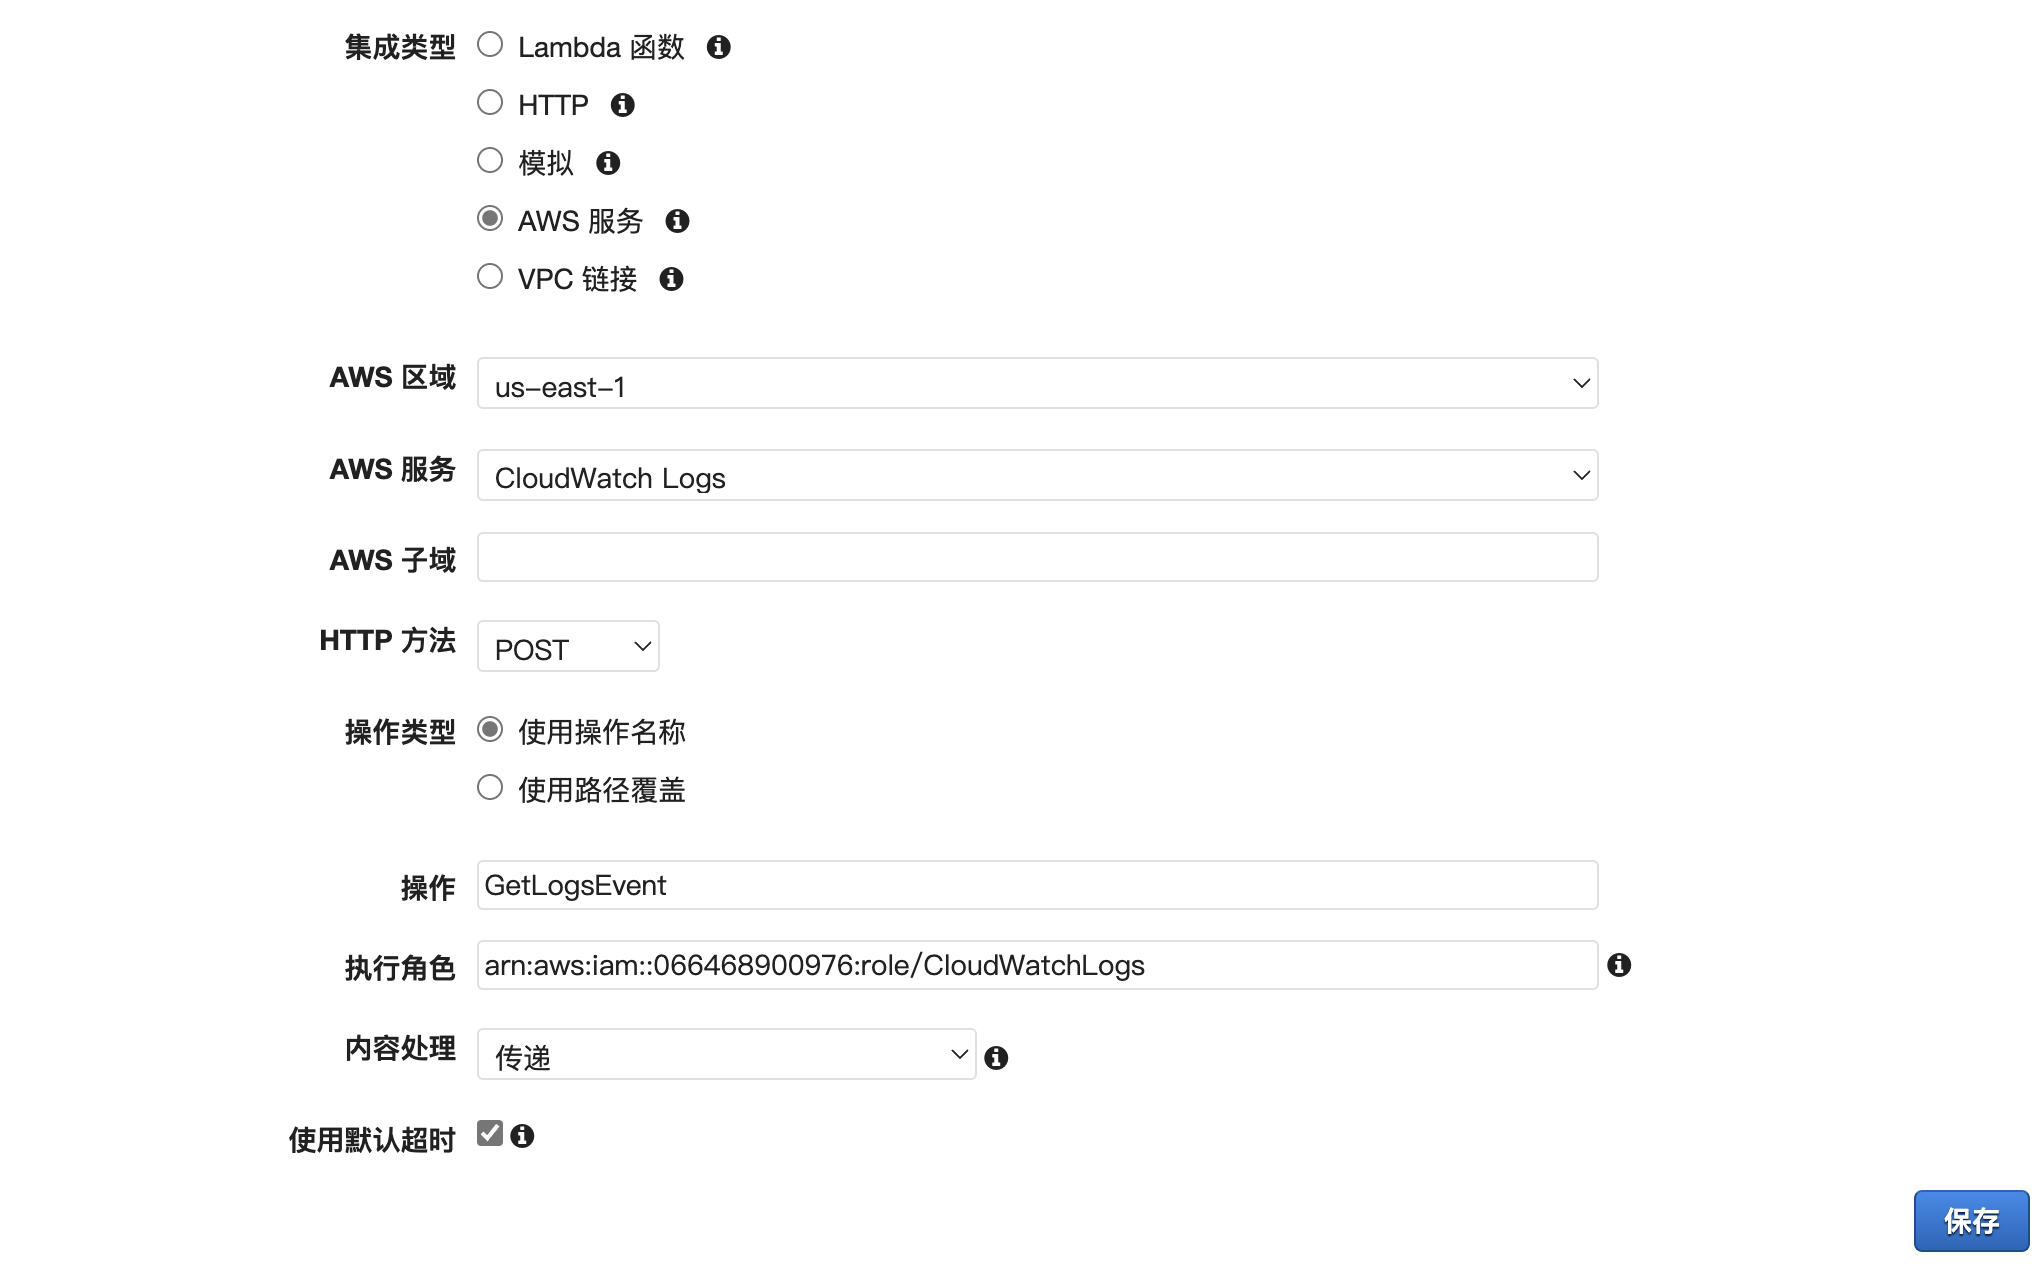 集成类型 Lambda 函数
HTTP
模拟
AWS 服务
VPC 链接
AWS 区域 us-east-1
AWS 服务 CloudWatch Logs
AWS 子域
HTTP 方法 POST
操作类型 使用操作名称
使用路径覆盖
操作 GetLogsEvent
执行角色 arn:aws:iam::066468900976:role/CloudWatchLogs
内容处理 传递
使用默认超时
保存